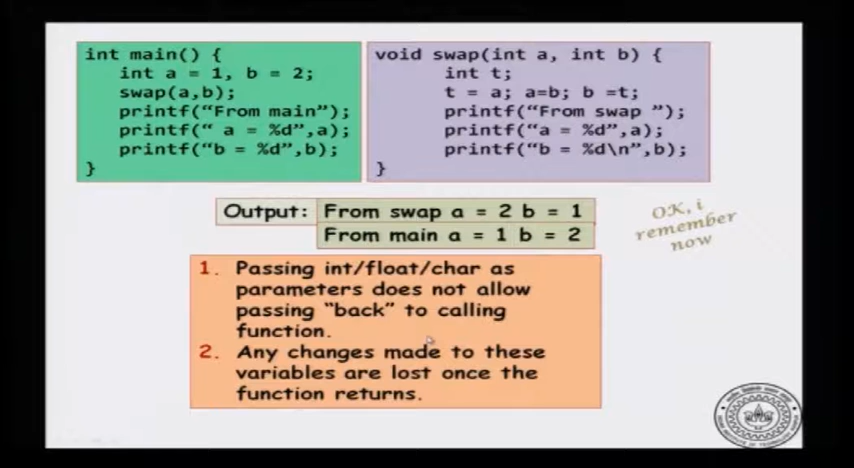 int main() {
int a = 1, b = 2;
swap(a,b);
printf(“From main”);
printf(“ a = %d”,a);
printf(“b = %d”,b);
}
void swap(int a, int b) {
int t;
t = a; a=b; b =t;
printf(“From swap ”);
printf(“a = %d”,a);
printf(“b = %d\n”,b);
}
Output: From swap a = 2 b = 1
From main a = 1 b = 2
OK, i
remember
now
1. Passing int/float/char as
parameters does not allow
passing “back” to calling
function.
2. Any changes made to these
variables are lost once the
function returns.